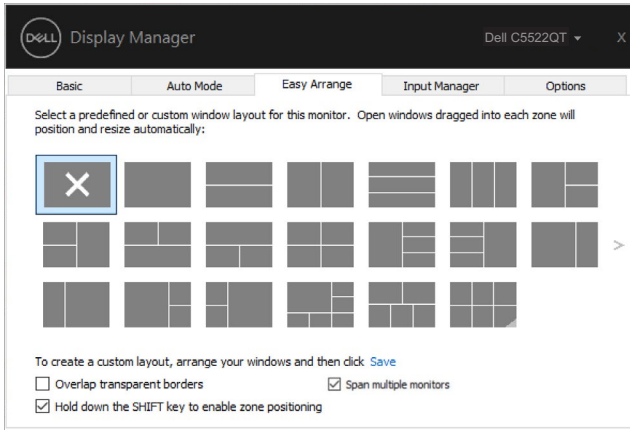 DELL Display Manager Dell C5522QT X
Basic Auto Mode Easy Arrange Input Manager Options
Select a predefined or custom window layout for this monitor. Open windows dragged into each zone will
position and resize automatically:
To create a custom layout, arrange your windows and then click Save
Overlap transparent borders Span multiple monitors
Hold down the SHIFT key to enable zone positioning